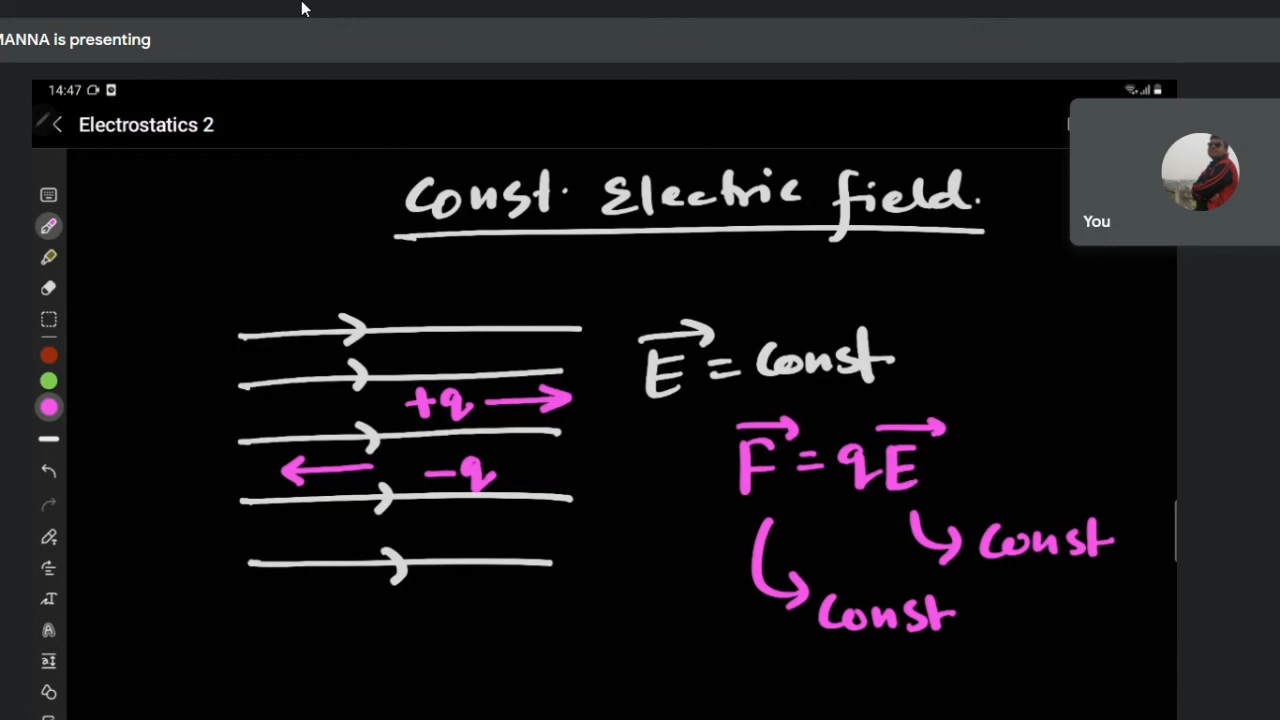 MANNA is presenting
14:47
Electrostatics 2
You
Const. Electric field.
E = const
+q
F = qE
-q
const
const